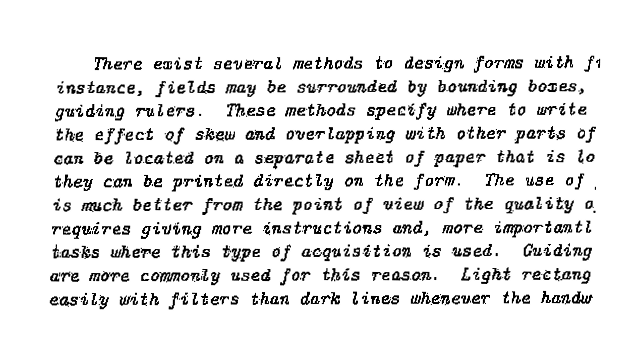 There exist several methods to design forms with
instance, fields may be surrounded by bounding boxes,
guiding rulers. These methods specify where to write
the effect of skew and overlapping with other parts of
can be located on a separate sheet of paper that is lo
they can be printed directly on the form. The use of
is much better from the point of view of the quality o
requires giving more instructions and, more importantl
tasks where this type of acquisition is used. Guiding
are more commonly used for this reason. Light rectang
easily with filters than dark lines whenever the handw